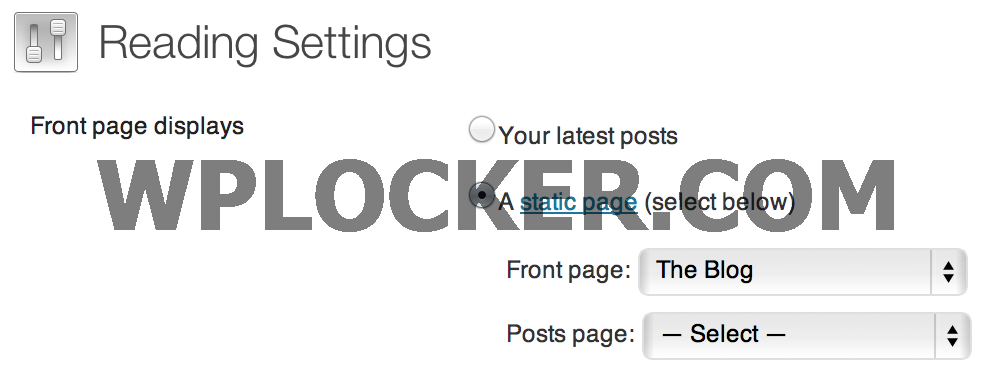 Reading Settings
Front page displays
Your latest posts
WPLOCKER.COM
A static page (select below)
Front page: The Blog
Posts page: — Select —